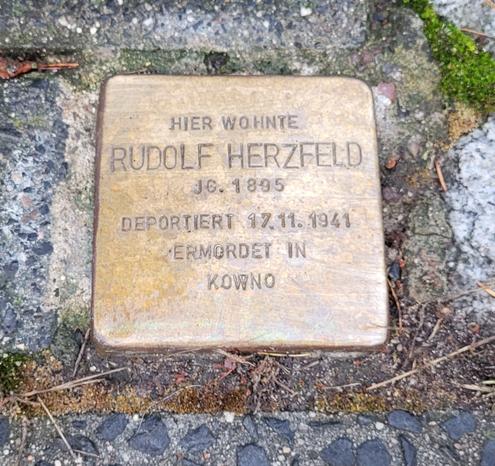 HIER WOHNTE
RUDOLF HERZFELD
JG. 1895
DEPORTIERT 17.11.1941
ERMORDET IN
KOWNO